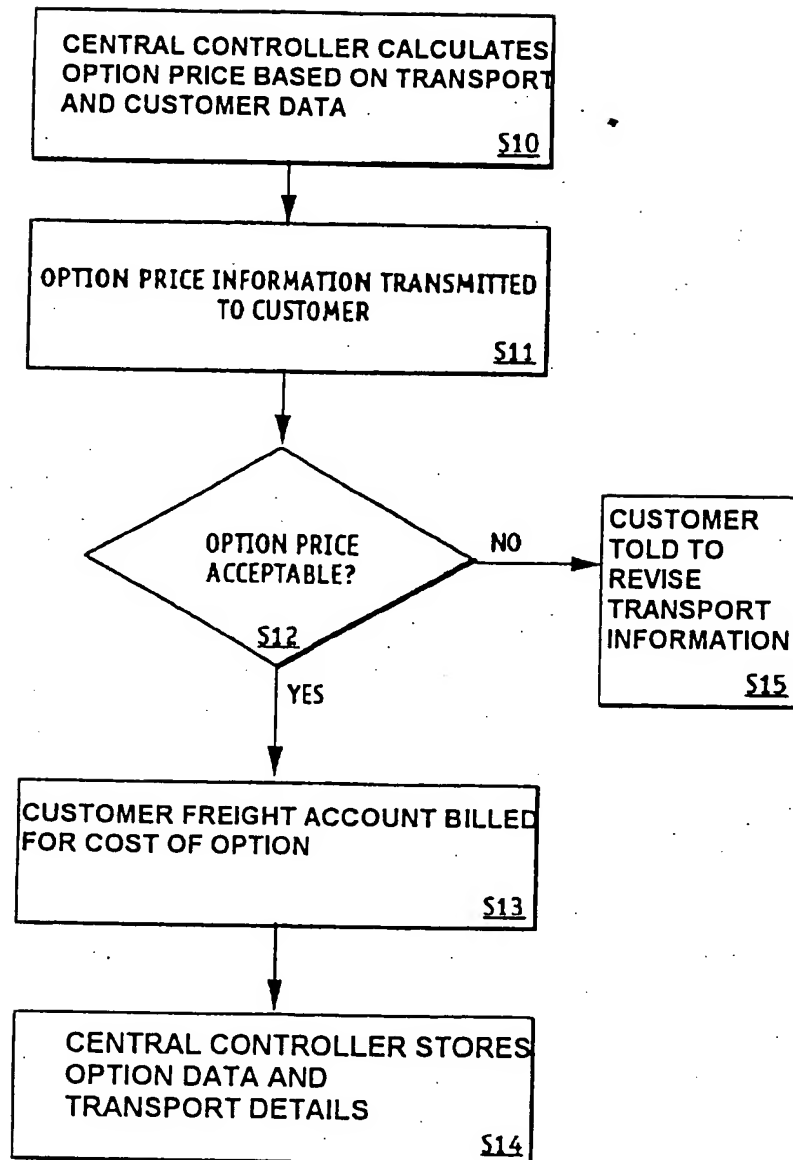 CENTRAL CONTROLLER CALCULATES
OPTION PRICE BASED ON TRANSPORT
AND CUSTOMER DATA
S10
OPTION PRICE INFORMATION TRANSMITTED
TO CUSTOMER
S11
OPTION PRICE
ACCEPTABLE?
S12
NO
CUSTOMER
TOLD TO
REVISE
TRANSPORT
INFORMATION
S15
YES
CUSTOMER FREIGHT ACCOUNT BILLED
FOR COST OF OPTION
S13
CENTRAL CONTROLLER STORES
OPTION DATA AND
TRANSPORT DETAILS
S14